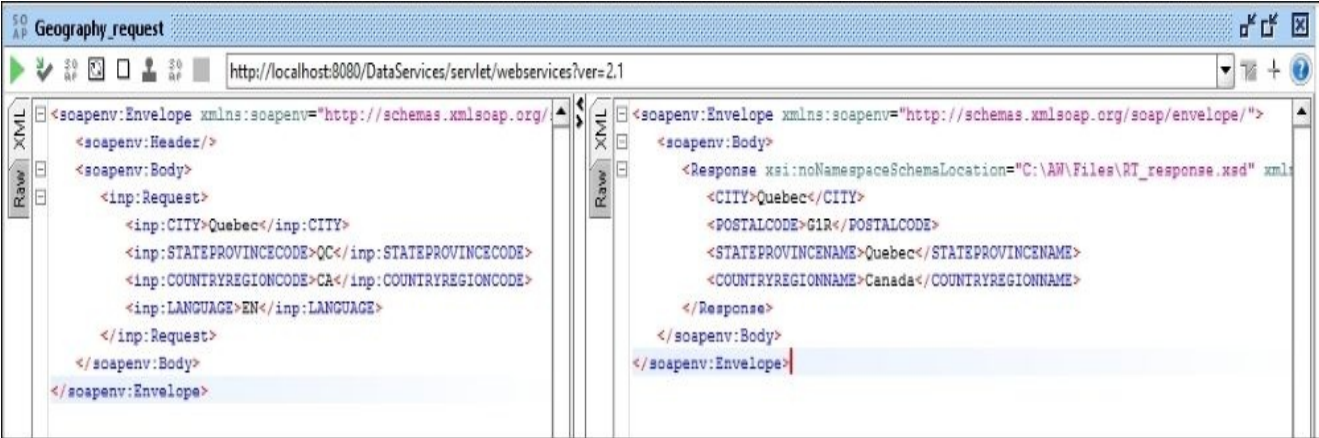 SOAP Geography_request
SOAP SOAP http://localhost:8080/DataServices/servlet/webservices?ver=2.1
XML
Raw
<soapenv:Envelope xmlns:soapenv="http://schemas.xmlsoap.org/
<soapenv:Header/>
<soapenv:Body>
<inp:Request>
<inp:CITY>Quebec</inp:CITY>
<inp:STATEPROVINCECODE>QC</inp:STATEPROVINCECODE>
<inp:COUNTRYREGIONCODE>CA</inp:COUNTRYREGIONCODE>
<inp:LANGUAGE>EN</inp:LANGUAGE>
</inp:Request>
</soapenv:Body>
</soapenv:Envelope>
XML
Raw
<soapenv:Envelope xmlns:soapenv="http://schemas.xmlsoap.org/soap/envelope/">
<soapenv:Body>
<Response xsi:noNamespaceSchemaLocation="C:\AW\Files\RT_response.xsd" xml
<CITY>Quebec</CITY>
<POSTALCODE>G1R</POSTALCODE>
<STATEPROVINCENAME>Quebec</STATEPROVINCENAME>
<COUNTRYREGIONNAME>Canada</COUNTRYREGIONNAME>
</Response>
</soapenv:Body>
</soapenv:Envelope>